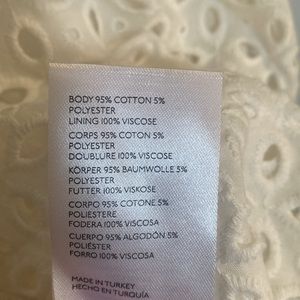 BODY 95% COTTON 5%
POLYESTER
LINING 100% VISCOSE
CORPS 95% COTON 5%
POLYESTER
DOUBLURE 100% VISCOSE
KÖRPER 95% BAUMWOLLE 5%
POLYESTER
FUTTER 100% VISKOSE
CORPO 95% COTONE 5%
POLIESTERE
FODERA 100% VISCOSA
CUERPO 95% ALGODÓN 5%
POLIÉSTER
FORRO 100% VISCOSA
MADE IN TURKEY
HECHO EN TURQUÍA